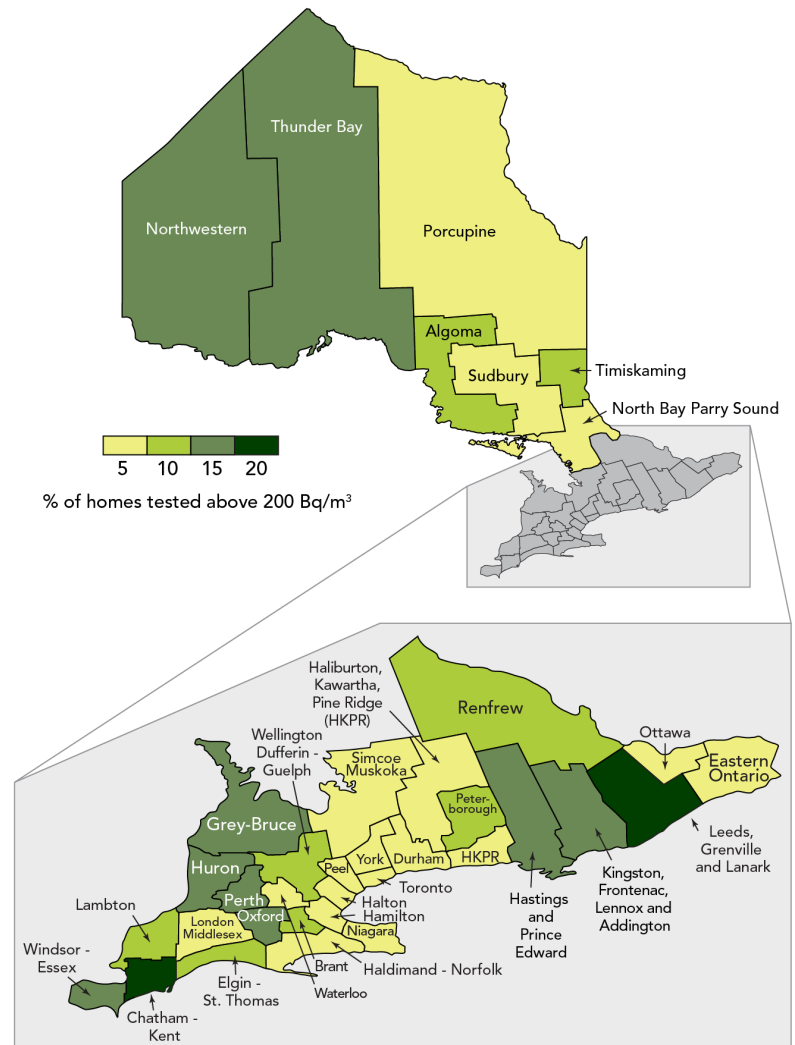 Thunder Bay
Northwestern
Porcupine
Algoma
Sudbury
Timiskaming
North Bay Parry Sound
5 10 15 20
% of homes tested above 200 Bq/m³
Haliburton,
Kawartha,
Pine Ridge
(HKPR)
Renfrew
Wellington
Dufferin -
Guelph
Simcoe
Muskoka
Ottawa
Eastern
Ontario
Peter-
borough
Grey-Bruce
Huron
Peel
York
Durham
HKPR
Leeds,
Grenville
and Lanark
Perth
Toronto
Halton
Hamilton
Kingston,
Frontenac,
Lennox and
Addington
Hastings
and
Prince
Edward
Lambton
Oxford
London
Middlesex
Niagara
Windsor -
Essex
Brant
Haldimand - Norfolk
Elgin -
St. Thomas
Waterloo
Chatham -
Kent